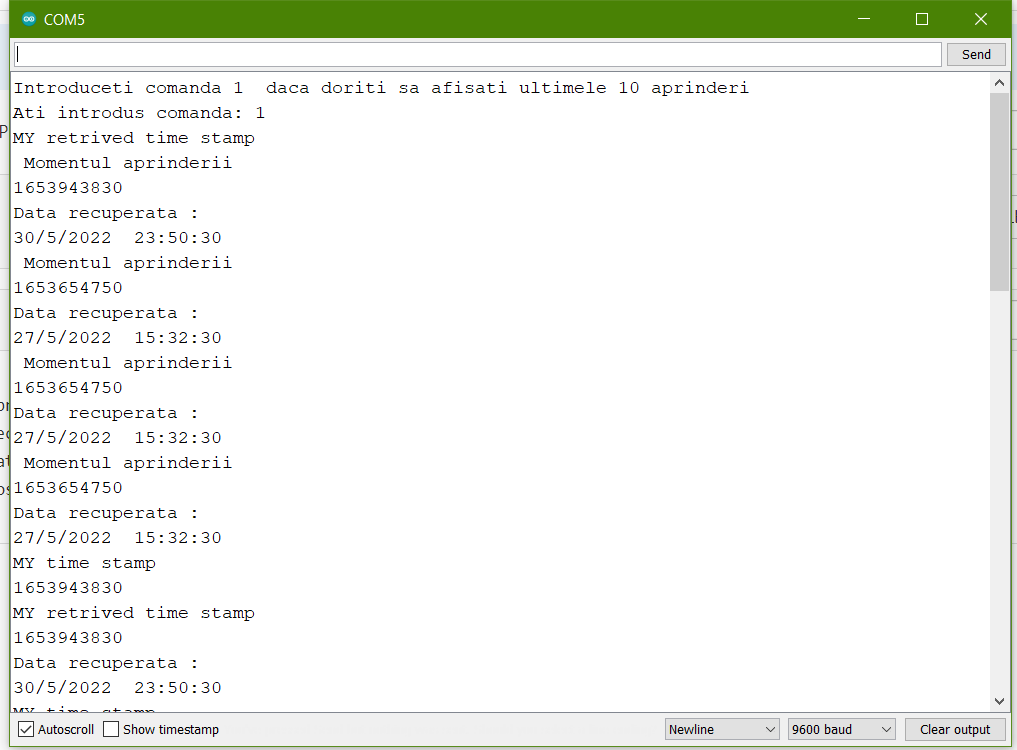 COM5
Send
Introduceti comanda 1  daca doriti sa afisati ultimele 10 aprinderi
Ati introdus comanda: 1
MY retrived time stamp
Momentul aprinderii
1653943830
Data recuperata :
30/5/2022  23:50:30
Momentul aprinderii
1653654750
Data recuperata :
27/5/2022  15:32:30
Momentul aprinderii
1653654750
Data recuperata :
27/5/2022  15:32:30
Momentul aprinderii
1653654750
Data recuperata :
27/5/2022  15:32:30
MY time stamp
1653943830
MY retrived time stamp
1653943830
Data recuperata :
30/5/2022  23:50:30
MY time stamp
Autoscroll Show timestamp Newline 9600 baud Clear output